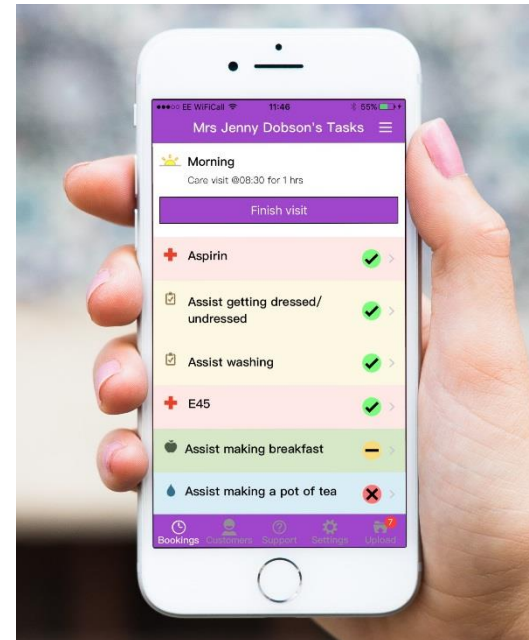 EE WiFiCall 11:46 55%
Mrs Jenny Dobson's Tasks
Morning
Care visit @08:30 for 1 hrs
Finish visit
Aspirin
Assist getting dressed/
undressed
Assist washing
E45
Assist making breakfast
Assist making a pot of tea
7
Bookings Customers Support Settings Upload